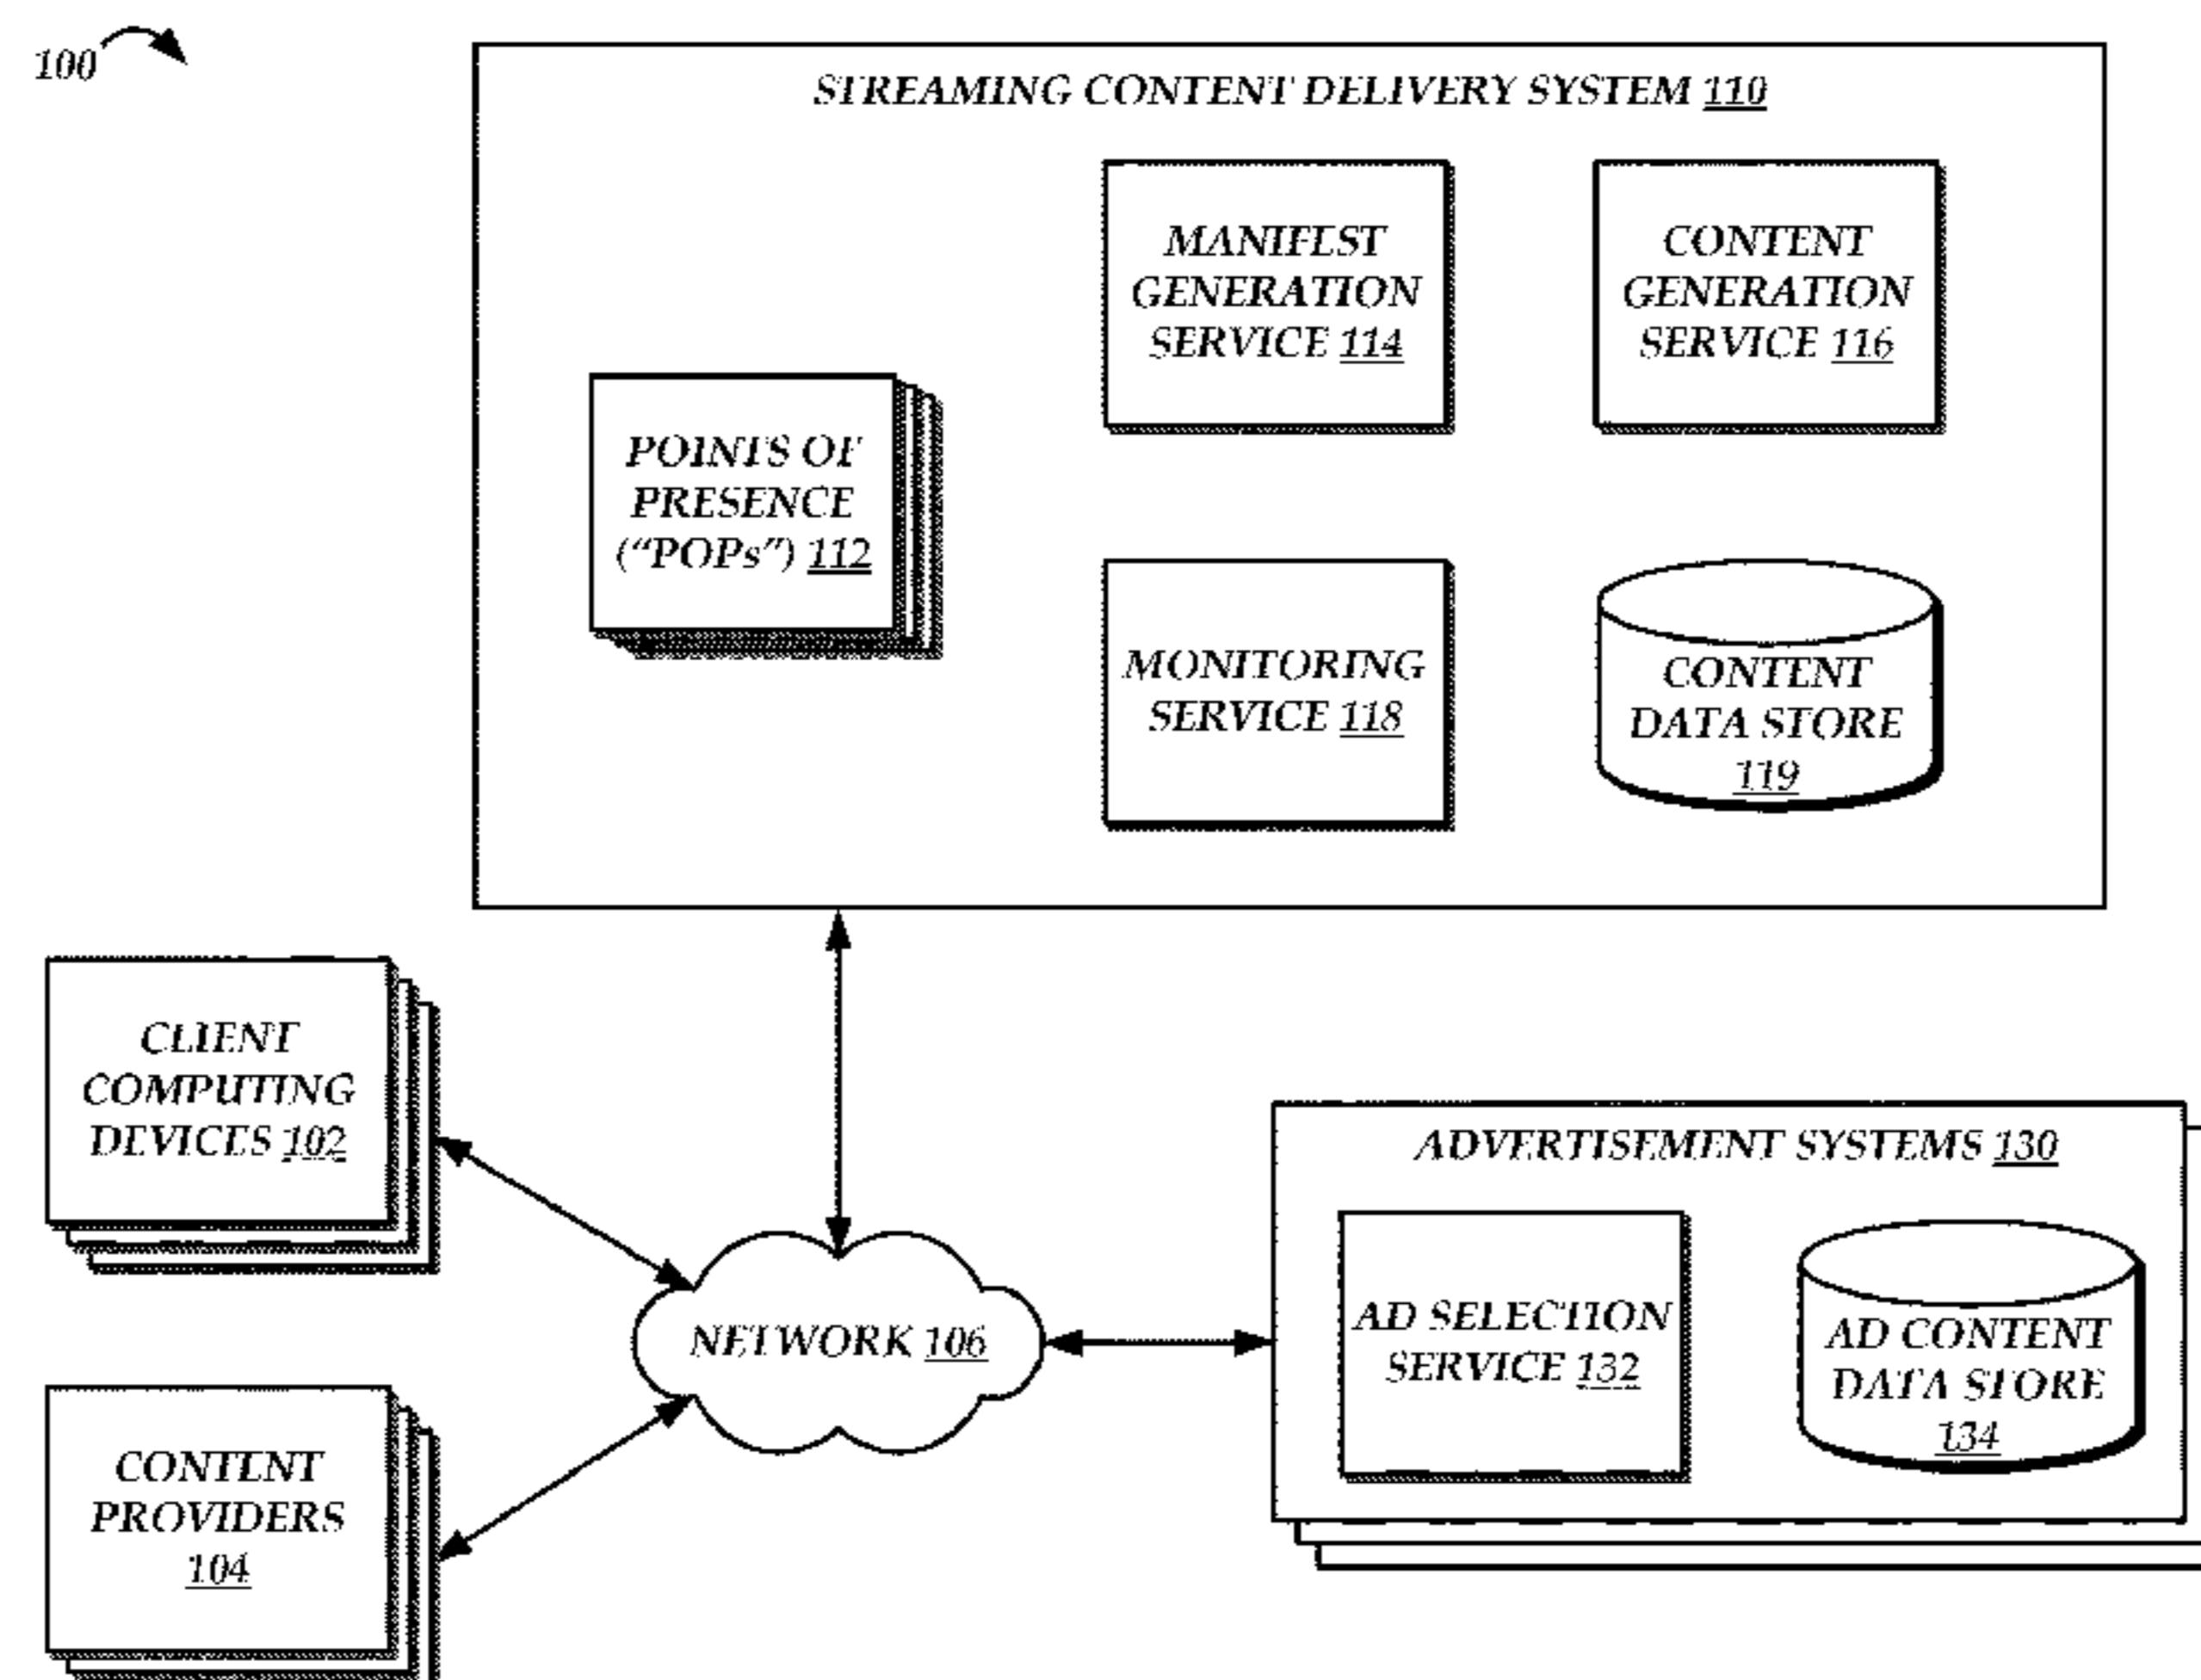 100
STREAMING CONTENT DELIVERY SYSTEM 110
MANIFEST
GENERATION
SERVICE 114
CONTENT
GENERATION
SERVICE 116
POINTS OF
PRESENCE
(“POPs”) 112
MONITORING
SERVICE 118
CONTENT
DATA STORE
119
CLIENT
COMPUTING
DEVICES 102
ADVERTISEMENT SYSTEMS 130
AD SELECTION
SERVICE 132
AD CONTENT
DATA STORE
134
NETWORK 106
CONTENT
PROVIDERS
104